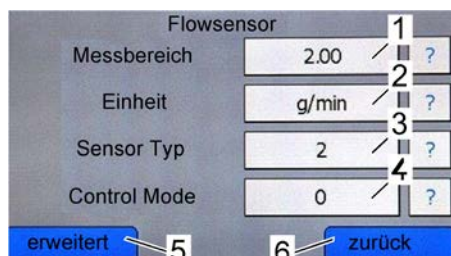 Flowsensor
Messbereich 2.00 1 ?
Einheit g/min 2 ?
Sensor Typ 2 3 ?
Control Mode 0 4 ?
erweitert 5 6 zurück